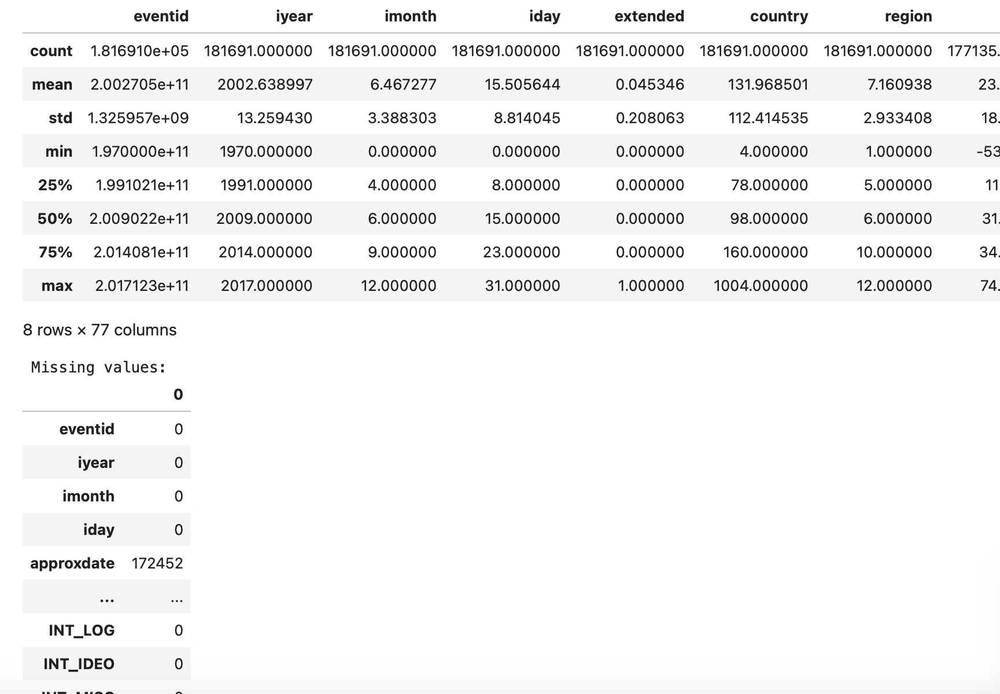 eventid iyear imonth iday extended country region
count 1.816910e+05 181691.000000 181691.000000 181691.000000 181691.000000 181691.000000 181691.000000 177135.
mean 2.002705e+11 2002.638997 6.467277 15.505644 0.045346 131.968501 7.160938 23.
std 1.325957e+09 13.259430 3.388303 8.814045 0.208063 112.414535 2.933408 18.
min 1.970000e+11 1970.000000 0.000000 0.000000 0.000000 4.000000 1.000000 -53
25% 1.991021e+11 1991.000000 4.000000 8.000000 0.000000 78.000000 5.000000 11
50% 2.009022e+11 2009.000000 6.000000 15.000000 0.000000 98.000000 6.000000 31.
75% 2.014081e+11 2014.000000 9.000000 23.000000 0.000000 160.000000 10.000000 34.
max 2.017123e+11 2017.000000 12.000000 31.000000 1.000000 1004.000000 12.000000 74.
8 rows × 77 columns
Missing values:
0
eventid 0
iyear 0
imonth 0
iday 0
approxdate 172452
... ...
INT_LOG 0
INT_IDEO 0